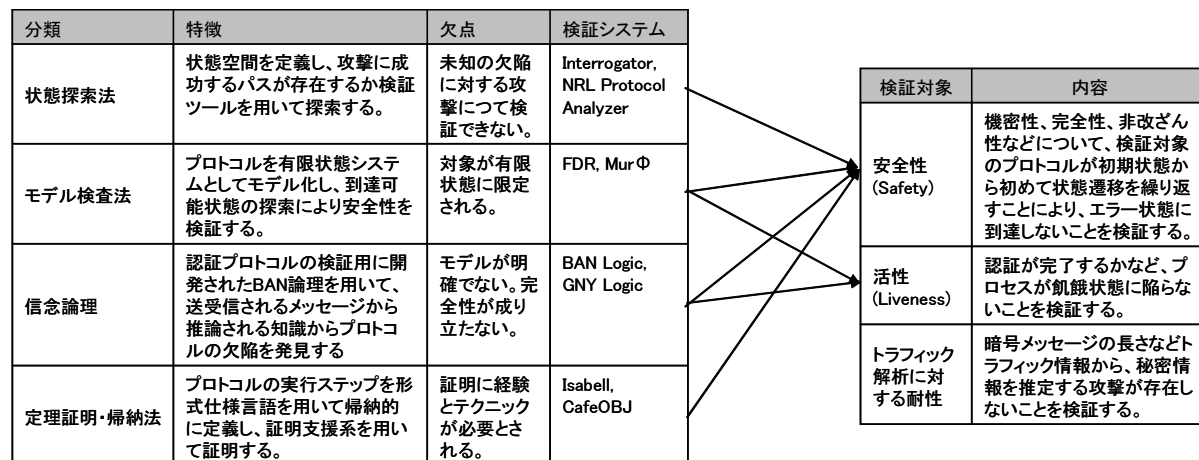 分類
特徴
欠点
検証システム
状態探索法
状態空間を定義し、攻撃に成
功するパスが存在するか検証
ツールを用いて探索する。
未知の欠陥
に対する攻
撃につて検
証できない。
Interrogator,
NRL Protocol
Analyzer
モデル検査法
プロトコルを有限状態システ
ムとしてモデル化し、到達可
能状態の探索により安全性を
検証する。
対象が有限
状態に限定
される。
FDR, MurΦ
信念論理
認証プロトコルの検証用に開
発されたBAN論理を用いて、
送受信されるメッセージから
推論される知識からプロトコ
ルの欠陥を発見する
モデルが明
確でない。完
全性が成り
立たない。
BAN Logic,
GNY Logic
定理証明・帰納法
プロトコルの実行ステップを形
式仕様言語を用いて帰納的
に定義し、証明支援系を用い
て証明する。
証明に経験
とテクニック
が必要とさ
れる。
Isabell,
CafeOBJ
検証対象
内容
安全性
(Safety)
機密性、完全性、非改ざん
性などについて、検証対象
のプロトコルが初期状態か
ら初めて状態遷移を繰り返
すことにより、エラー状態に
到達しないことを検証する。
活性
(Liveness)
認証が完了するかなど、プ
ロセスが飢餓状態に陥らな
いことを検証する。
トラフィック
解析に対
する耐性
暗号メッセージの長さなどト
ラフィック情報から、秘密情
報を推定する攻撃が存在し
ないことを検証する。